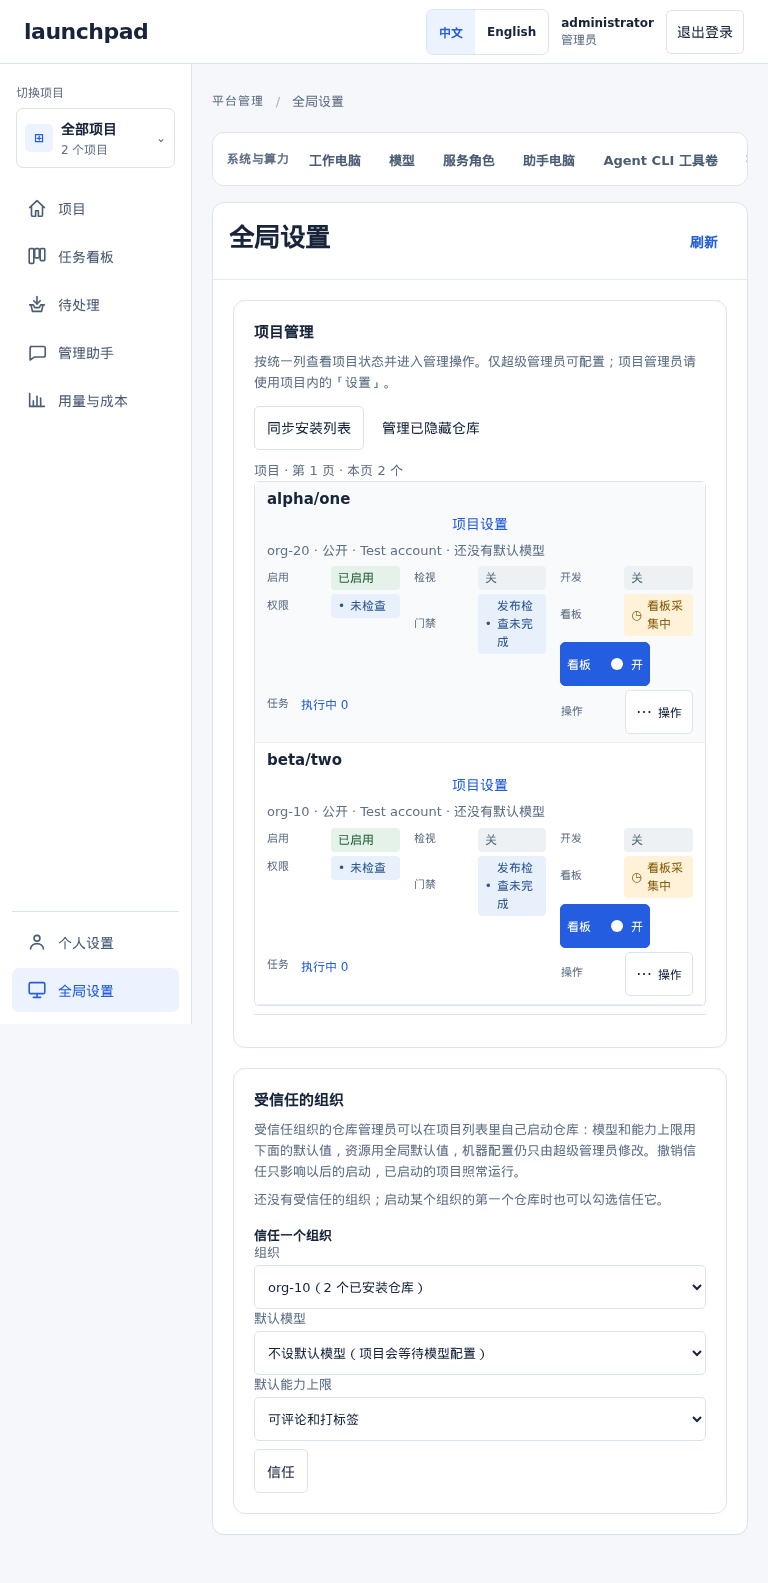 launchpad
中文 English
administrator
管理员
退出登录
切换项目
全部项目
2 个项目
项目
任务看板
待处理
管理助手
用量与成本
个人设置
全局设置
平台管理 / 全局设置
系统与算力 工作电脑 模型 服务角色 助手电脑 Agent CLI 工具卷
全局设置
刷新
项目管理
按统一列查看项目状态并进入管理操作。仅超级管理员可配置；项目管理员请
使用项目内的「设置」。
同步安装列表 管理已隐藏仓库
项目 · 第 1 页 · 本页 2 个
alpha/one
项目设置
org-20 · 公开 · Test account · 还没有默认模型
启用 已启用 检视 关 开发 关
权限 • 未检查 门禁 • 发布检
查未完
成
看板 ◷ 看板采
集中
看板 开
任务 执行中 0 操作 ··· 操作
beta/two
项目设置
org-10 · 公开 · Test account · 还没有默认模型
启用 已启用 检视 关 开发 关
权限 • 未检查 门禁 • 发布检
查未完
成
看板 ◷ 看板采
集中
看板 开
任务 执行中 0 操作 ··· 操作
受信任的组织
受信任组织的仓库管理员可以在项目列表里自己启动仓库：模型和能力上限用
下面的默认值，资源用全局默认值，机器配置仍只由超级管理员修改。撤销信
任只影响以后的启动，已启动的项目照常运行。
还没有受信任的组织；启动某个组织的第一个仓库时也可以勾选信任它。
信任一个组织
组织
org-10（2 个已安装仓库）
默认模型
不设默认模型（项目会等待模型配置）
默认能力上限
可评论和打标签
信任